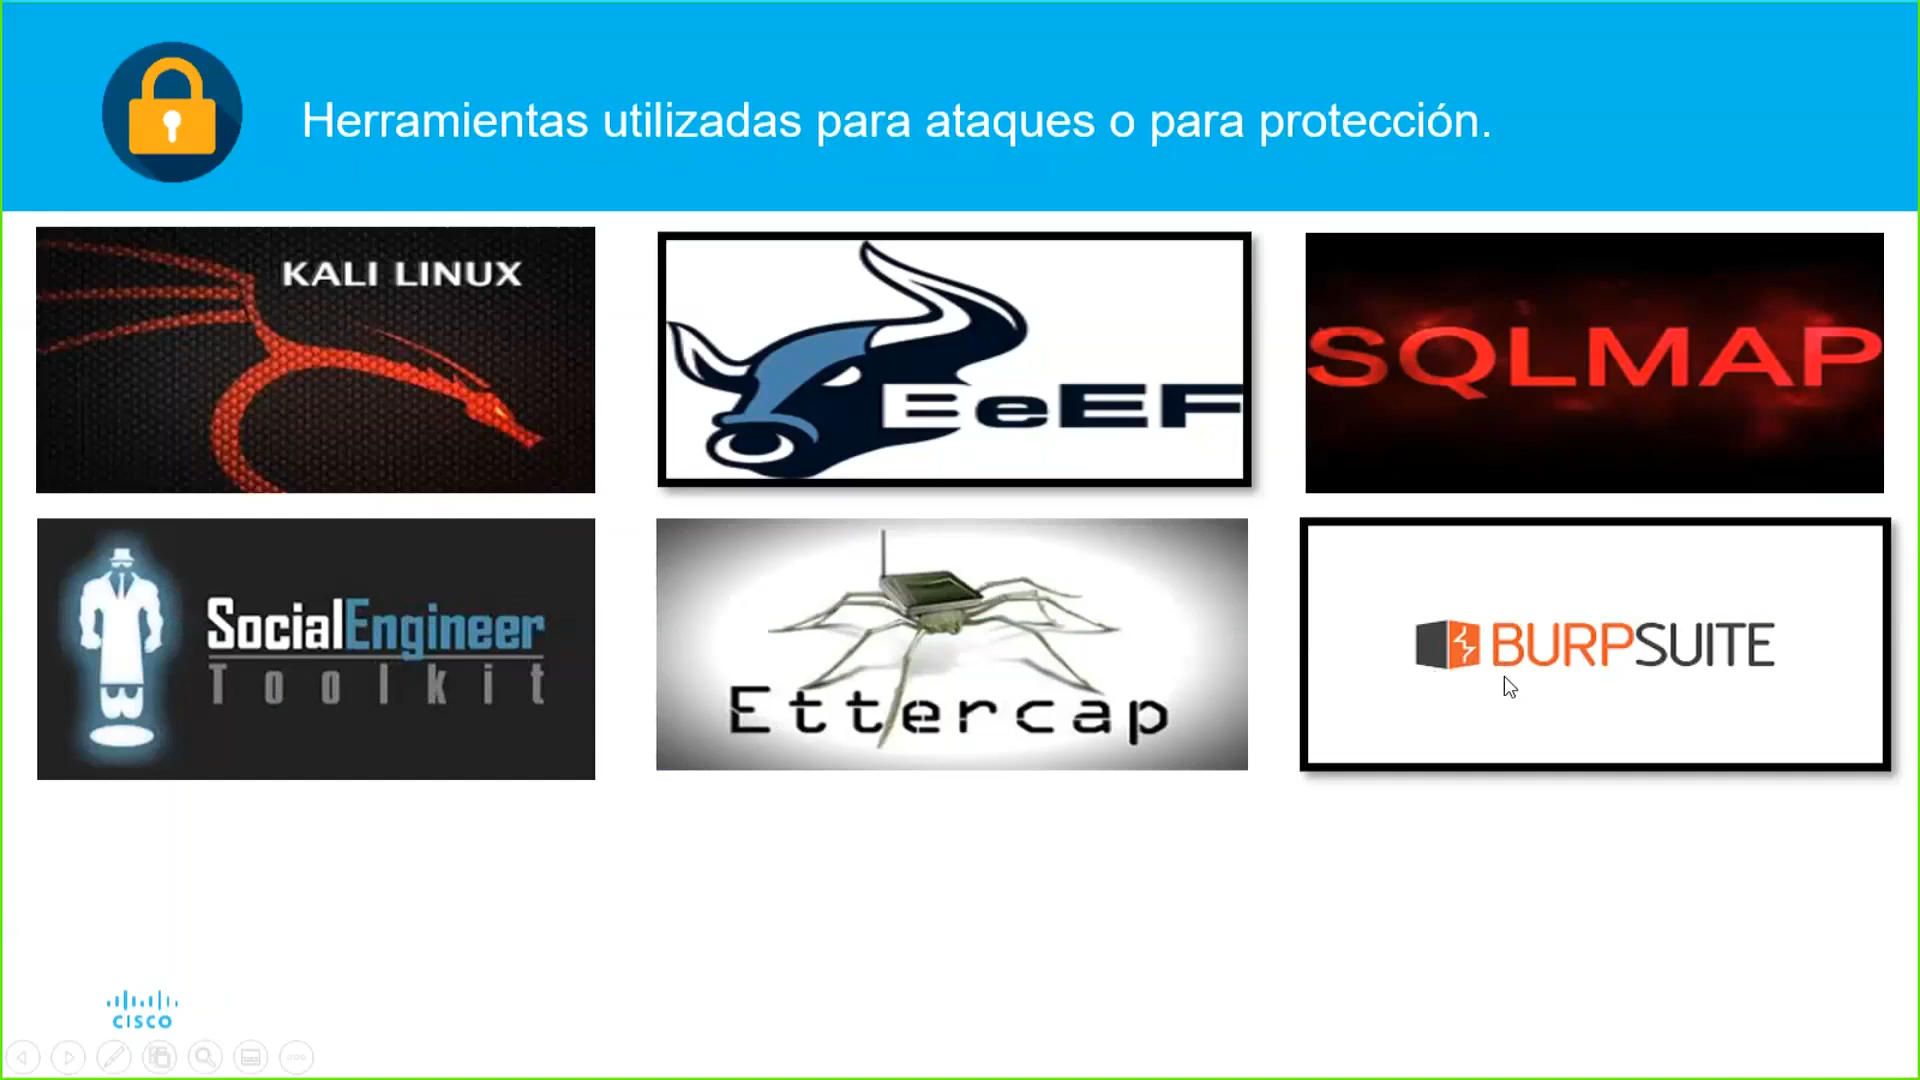 Herramientas utilizadas para ataques o para protección.
KALI LINUX
BeEF
SQLMAP
SocialEngineer
Toolkit
Ettercap
BURPSUITE
CISCO